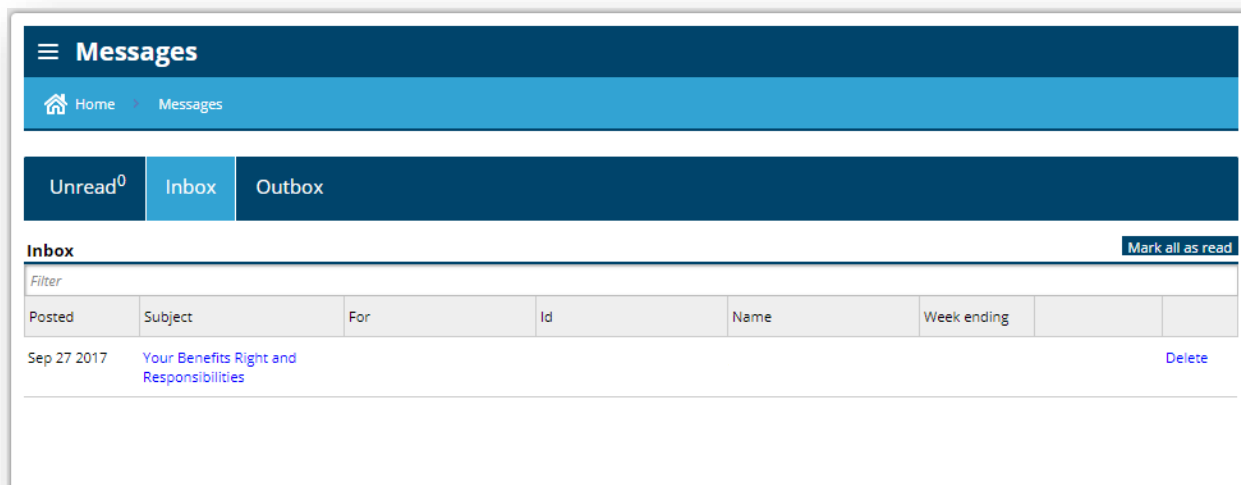 Messages
Home Messages
Unread0 Inbox Outbox
Inbox Mark all as read
Filter
Posted Subject For Id Name Week ending
Sep 27 2017 Your Benefits Right and Delete
Responsibilities